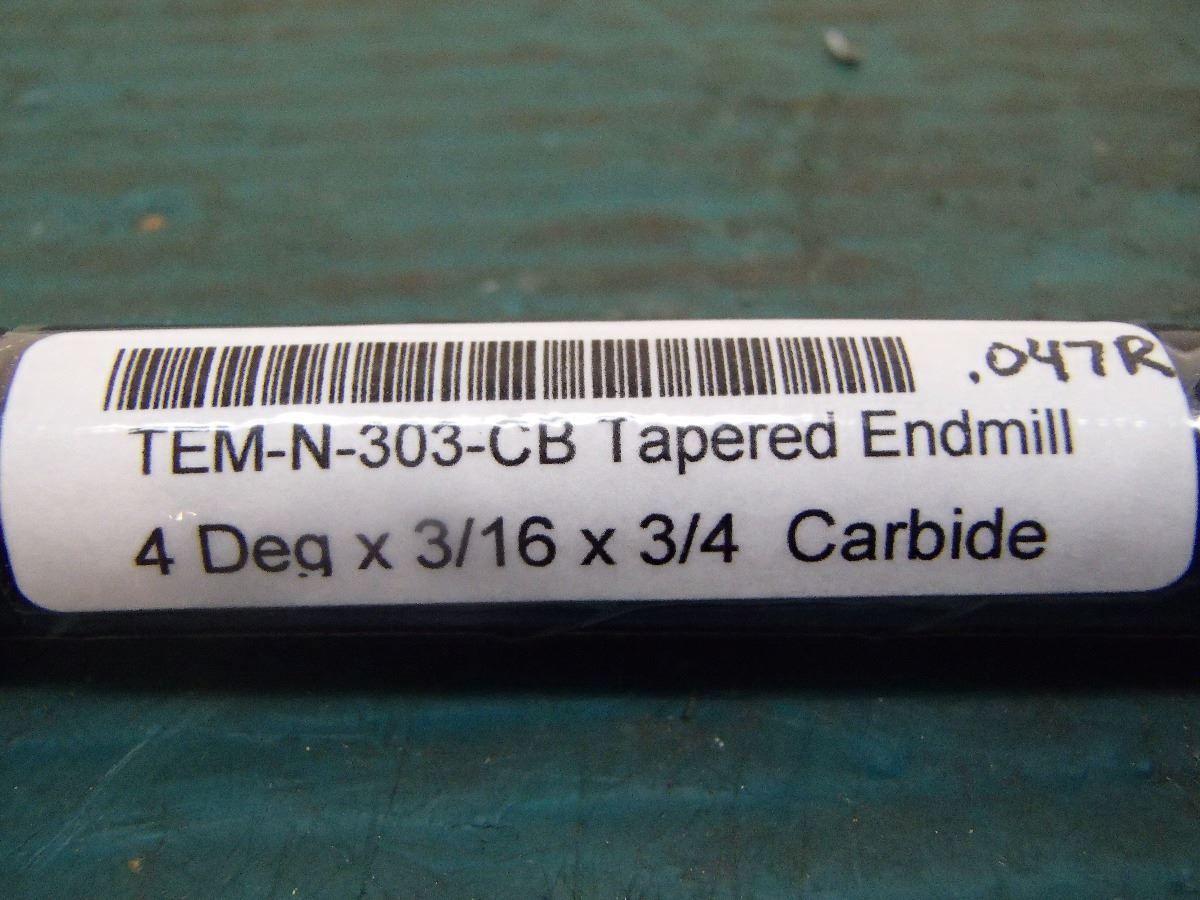 .047R
TEM-N-303-CB Tapered Endmill
4 Deg x 3/16 x 3/4 Carbide